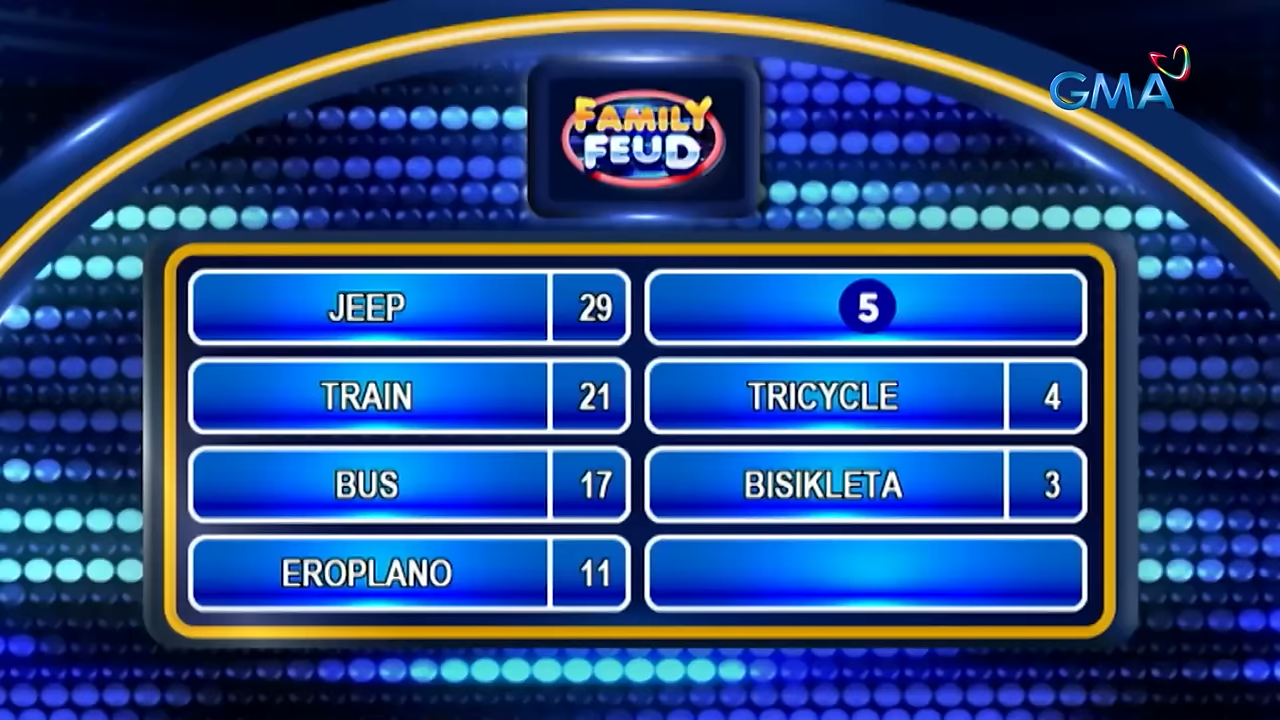 GMA
FAMILY
FEUD
JEEP 29
TRAIN 21
BUS 17
EROPLANO 11
5
TRICYCLE 4
BISIKLETA 3